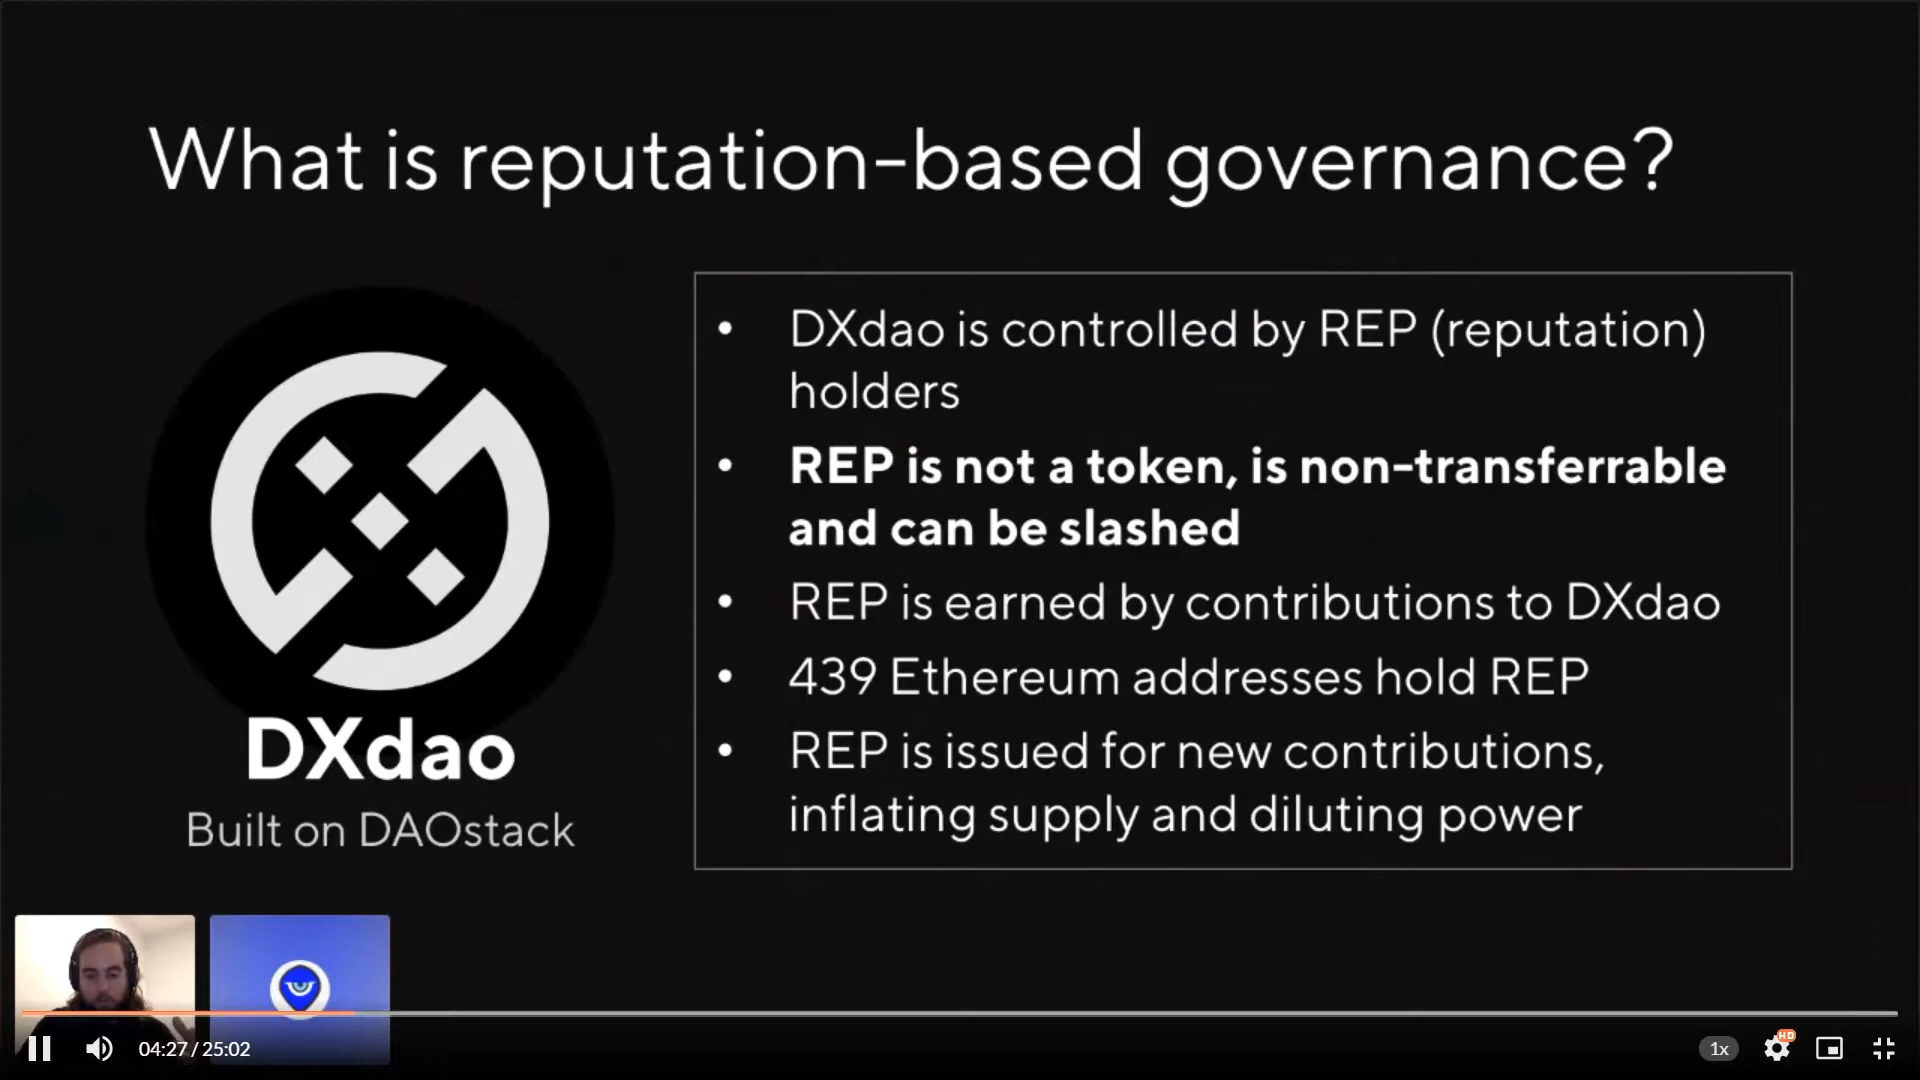 What is reputation-based governance?
• DXdao is controlled by REP (reputation)
holders
• REP is not a token, is non-transferrable
and can be slashed
• REP is earned by contributions to DXdao
• 439 Ethereum addresses hold REP
• REP is issued for new contributions,
inflating supply and diluting power
DXdao
Built on DAOstack
04:27 / 25:02
1x
HD